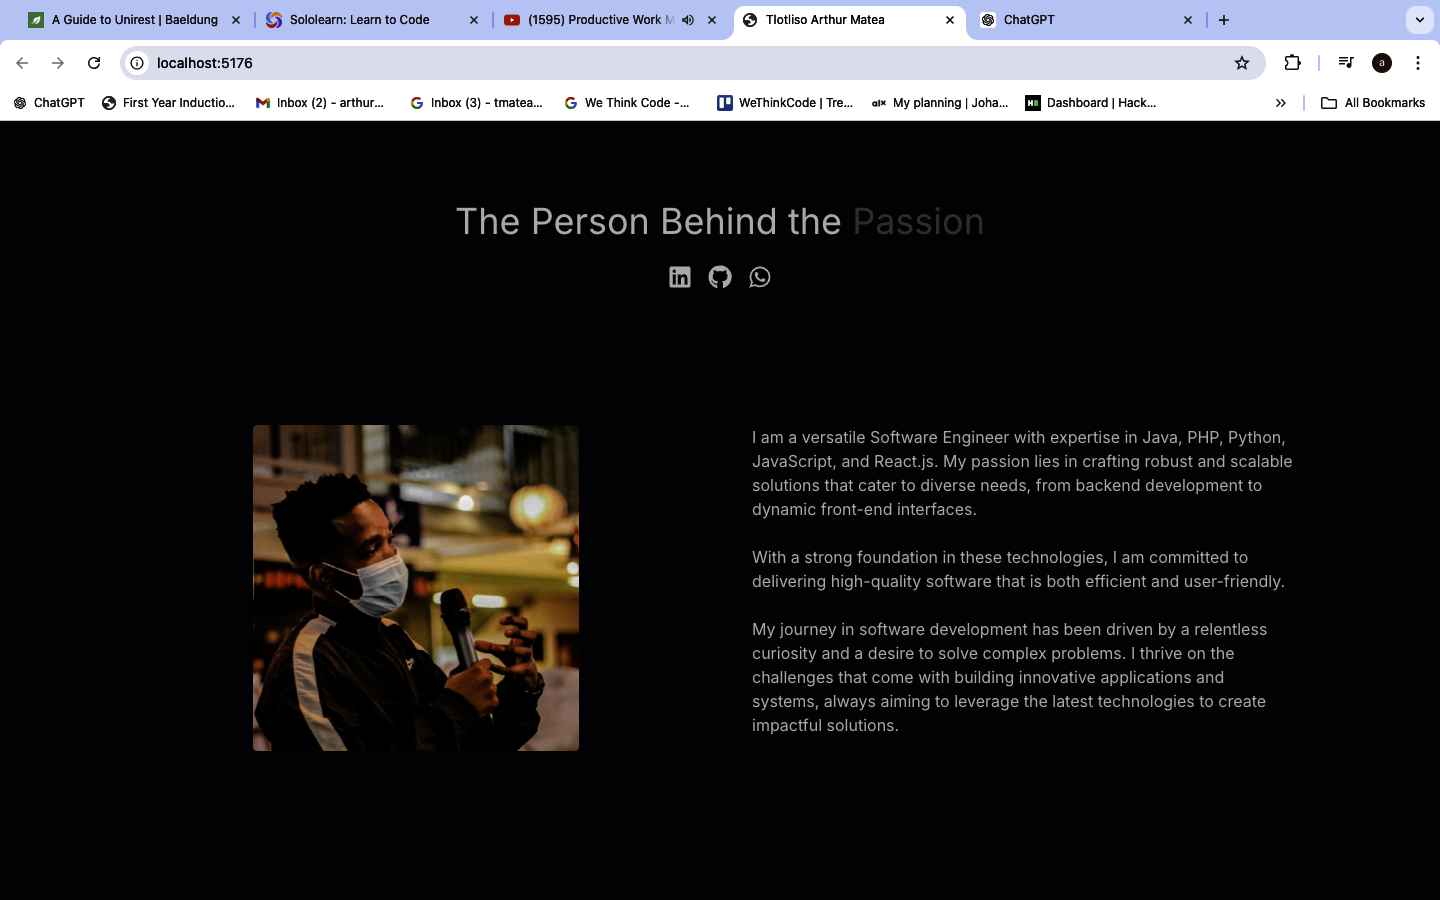 A Guide to Unirest | Baeldung
Sololearn: Learn to Code
(1595) Productive Work M
Tlotliso Arthur Matea
ChatGPT
localhost:5176
a
ChatGPT
First Year Inductio...
Inbox (2) - arthur...
Inbox (3) - tmatea...
We Think Code -...
WeThinkCode | Tre...
alx
My planning | Joha...
H
Dashboard | Hack...
All Bookmarks
The Person Behind the Passion
in
I am a versatile Software Engineer with expertise in Java, PHP, Python,
JavaScript, and React.js. My passion lies in crafting robust and scalable
solutions that cater to diverse needs, from backend development to
dynamic front-end interfaces.
With a strong foundation in these technologies, I am committed to
delivering high-quality software that is both efficient and user-friendly.
My journey in software development has been driven by a relentless
curiosity and a desire to solve complex problems. I thrive on the
challenges that come with building innovative applications and
systems, always aiming to leverage the latest technologies to create
impactful solutions.